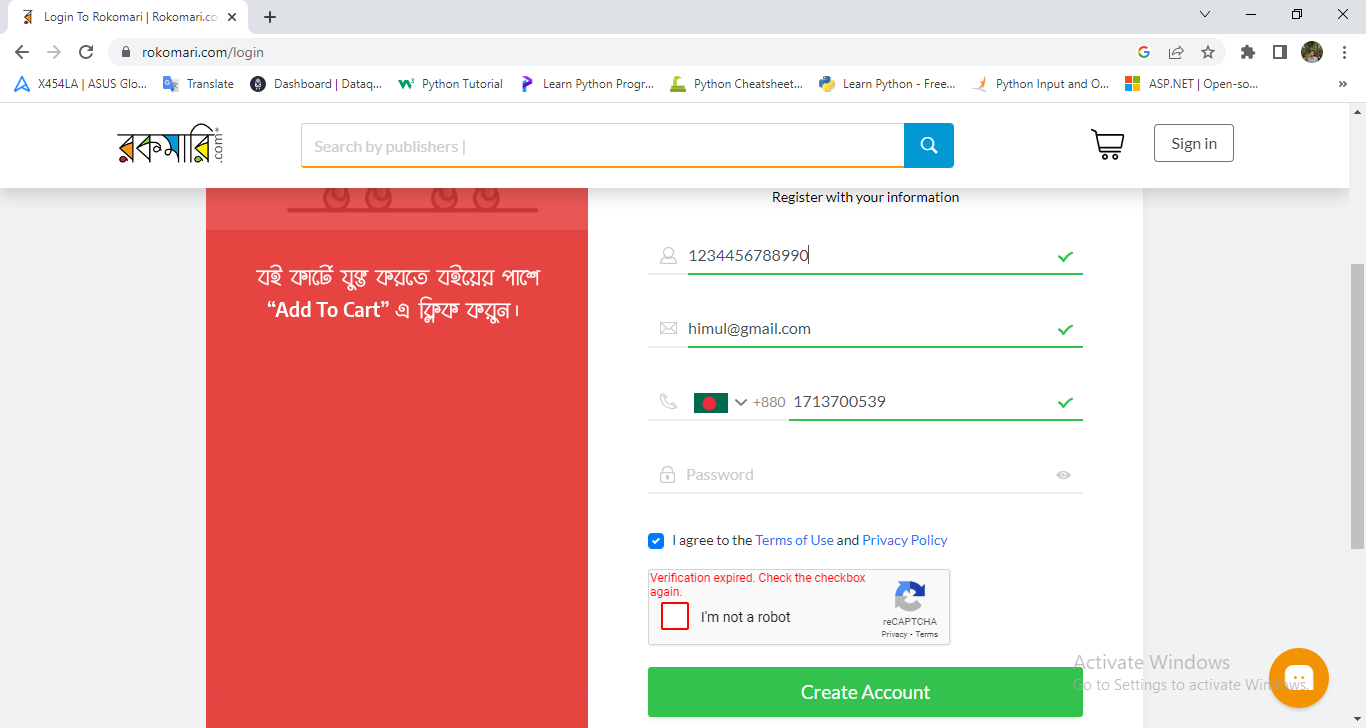 Login To Rokomari | Rokomari.co
rokomari.com/login
X454LA | ASUS Glo...
Translate
Dashboard | Dataq...
Python Tutorial
Learn Python Progr...
Python Cheatsheet...
Learn Python - Free...
Python Input and O...
ASP.NET | Open-so...
রকমারি.com
Search by publishers |
Sign in
বই কার্টে যুক্ত করতে বইয়ের পাশে
“Add To Cart” এ ক্লিক করুন।
Register with your information
1234456788990
himul@gmail.com
+880 1713700539
Password
I agree to the Terms of Use and Privacy Policy
Verification expired. Check the checkbox
again.
I'm not a robot
reCAPTCHA
Privacy - Terms
Create Account
Activate Windows
Go to Settings to activate Windows.